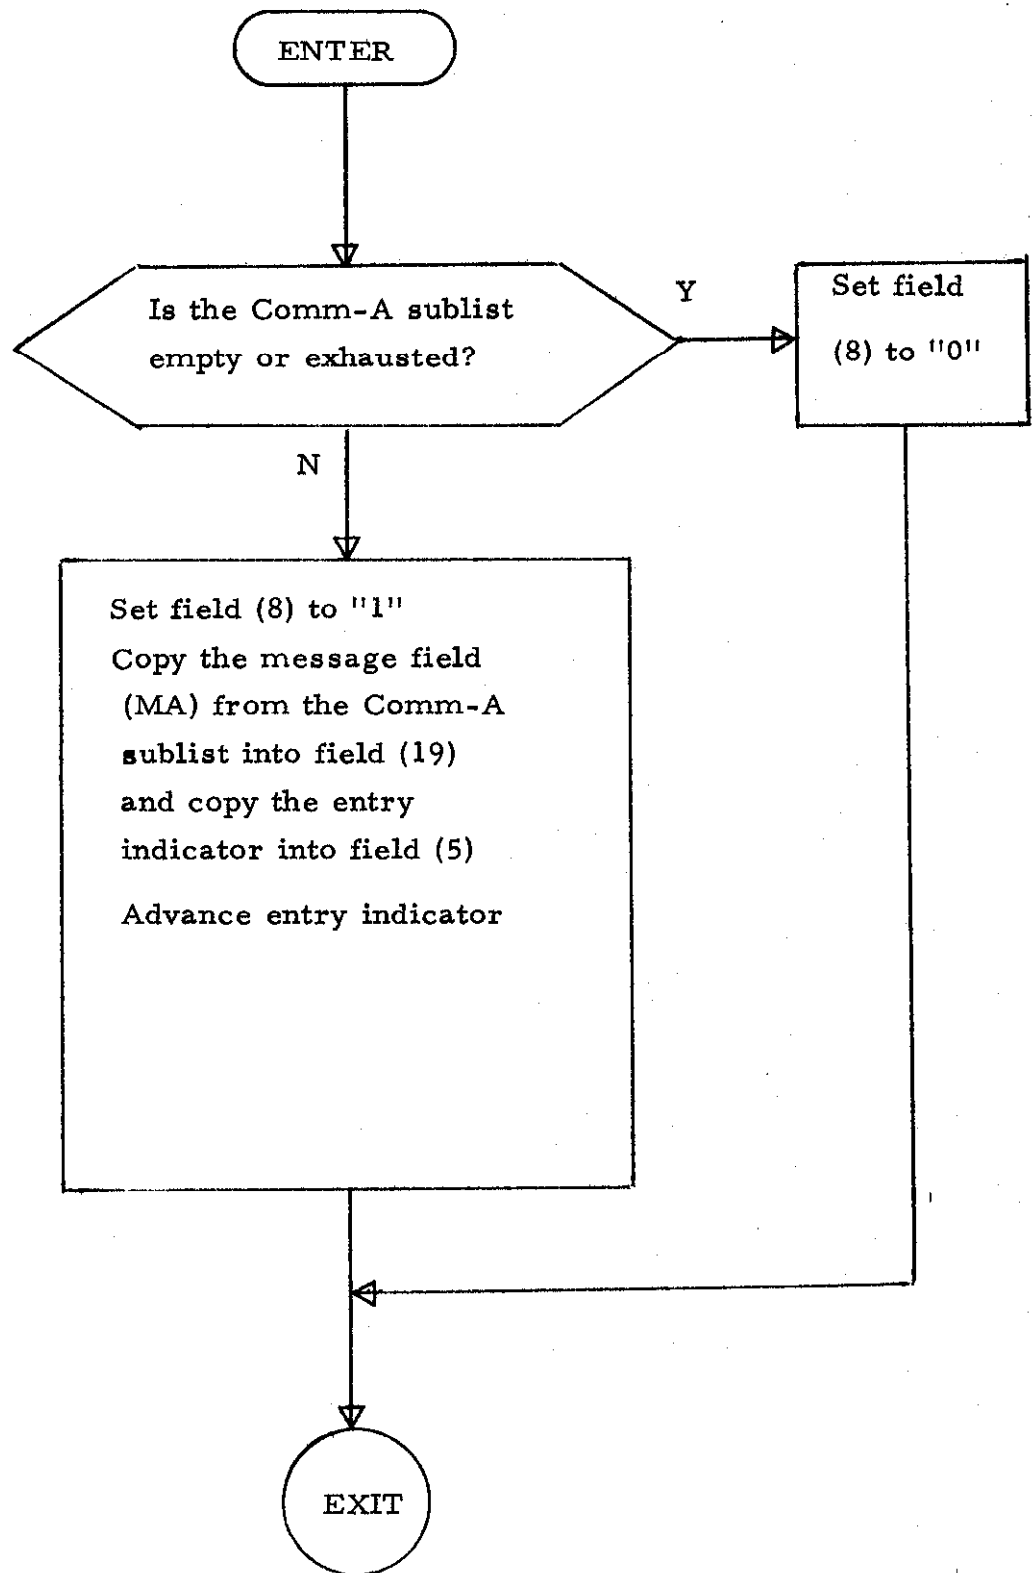 ENTER
Is the Comm-A sublist
empty or exhausted?
Y
Set field
(8) to "0"
N
Set field (8) to "1"
Copy the message field
(MA) from the Comm-A
sublist into field (19)
and copy the entry
indicator into field (5)
Advance entry indicator
EXIT